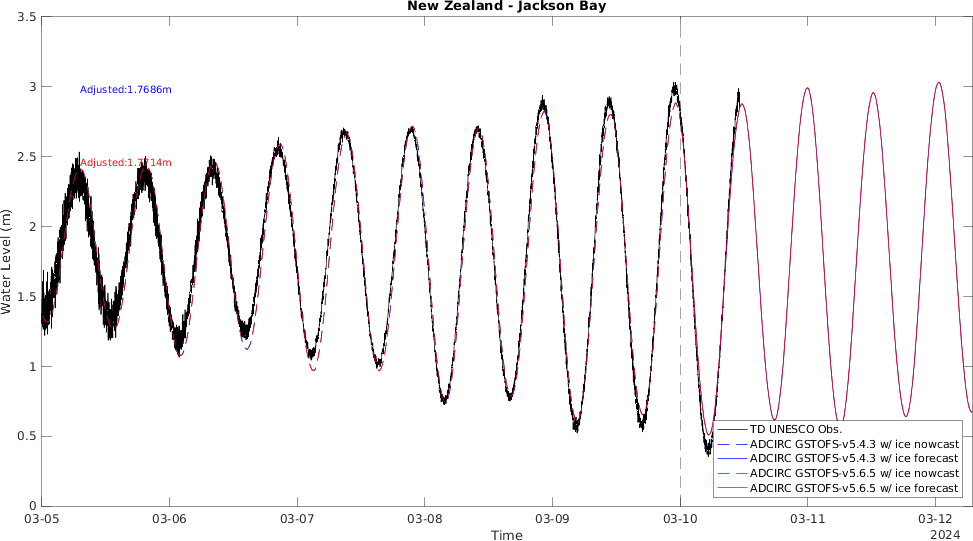 New Zealand - Jackson Bay
3.5
3
2.5
2
1.5
1
0.5
0
Water Level (m)
Adjusted:1.7686m
Adjusted:1.7714m
TD UNESCO Obs.
ADCIRC GSTOFS-v5.4.3 w/ ice nowcast
ADCIRC GSTOFS-v5.4.3 w/ ice forecast
ADCIRC GSTOFS-v5.6.5 w/ ice nowcast
ADCIRC GSTOFS-v5.6.5 w/ ice forecast
03-05 03-06 03-07 03-08 03-09 03-10 03-11 03-12
Time
2024